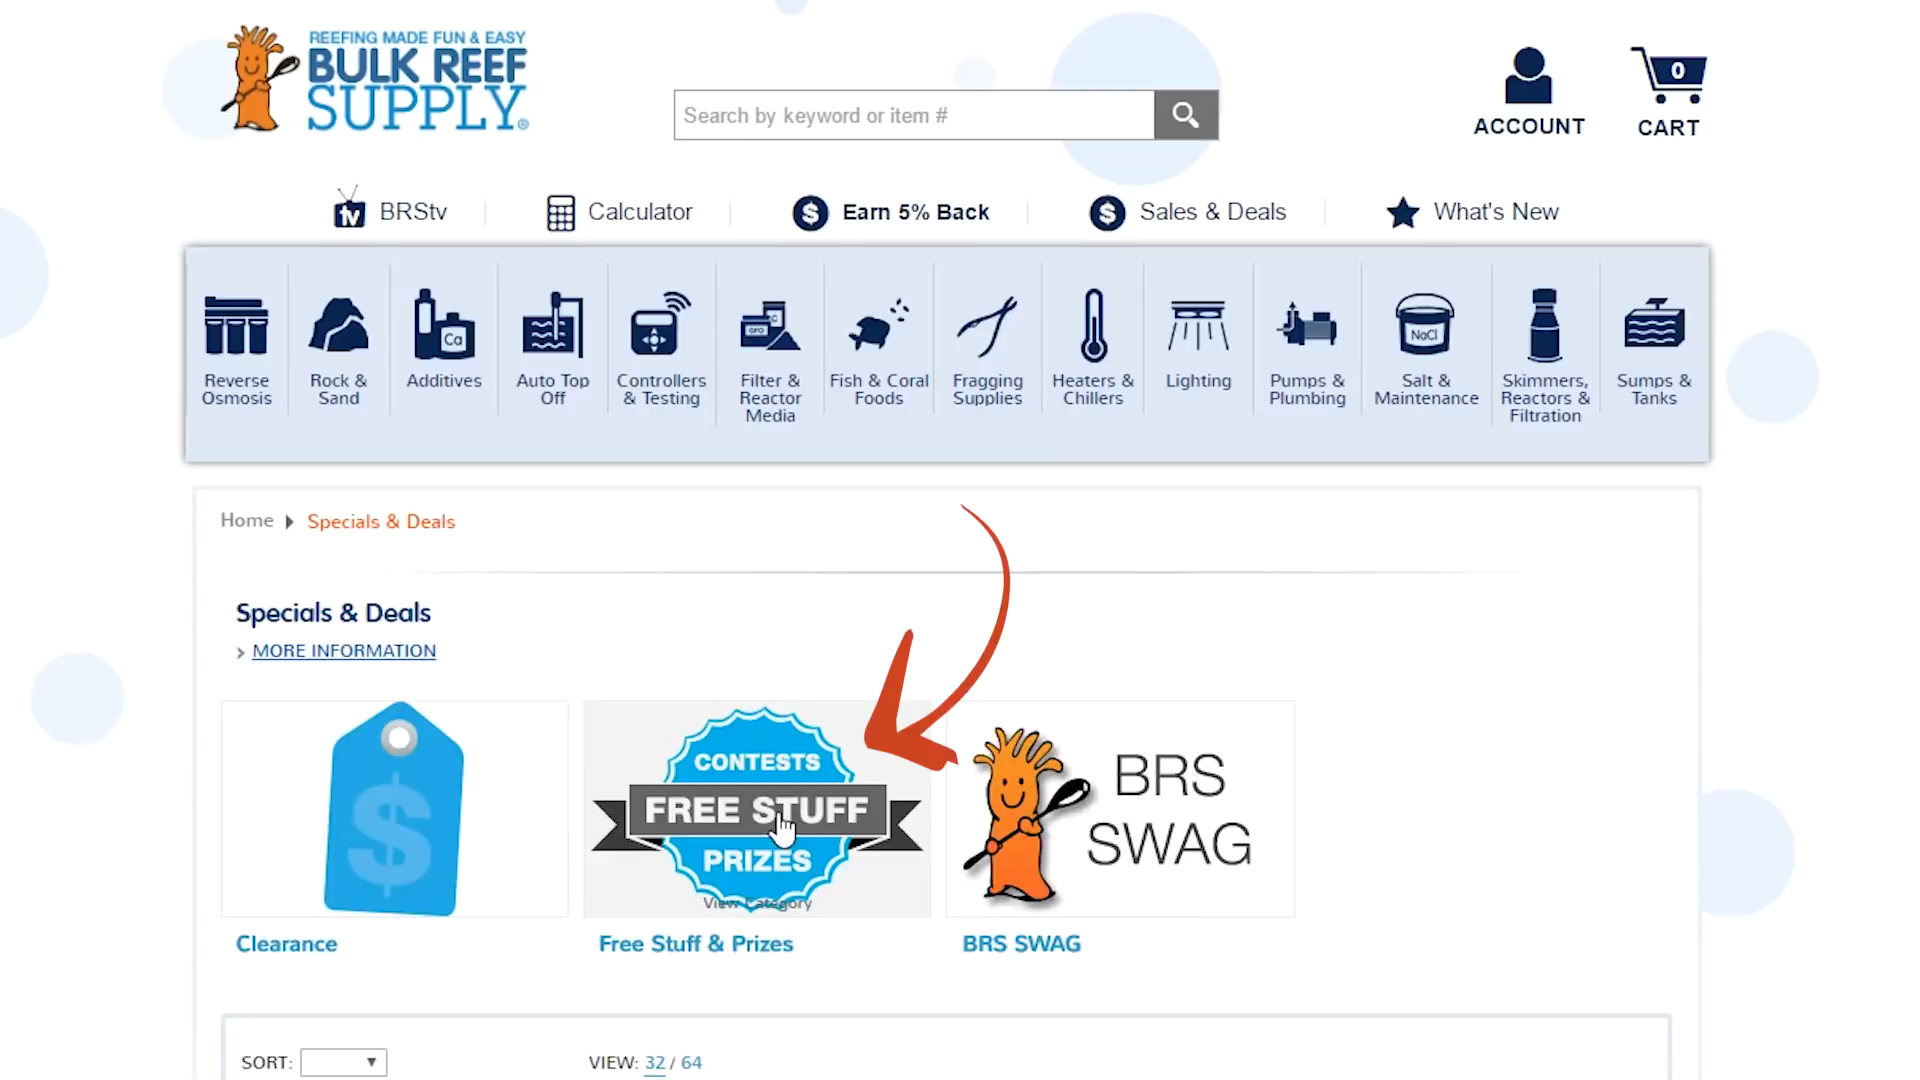 REEFING MADE FUN & EASY
BULK REEF
SUPPLY®
Search by keyword or item #
0
ACCOUNT
CART
tv BRStv
Calculator
$ Earn 5% Back
$ Sales & Deals
What's New
Ca
GFO
C
NaCl
Reverse
Osmosis
Rock &
Sand
Additives
Auto Top
Off
Controllers
& Testing
Filter &
Reactor
Media
Fish & Coral
Foods
Fragging
Supplies
Heaters &
Chillers
Lighting
Pumps &
Plumbing
Salt &
Maintenance
Skimmers,
Reactors &
Filtration
Sumps &
Tanks
Home
Specials & Deals
Specials & Deals
MORE INFORMATION
$
CONTESTS
FREE STUFF
PRIZES
View Category
BRS
SWAG
Clearance
Free Stuff & Prizes
BRS SWAG
SORT:
VIEW: 32 / 64